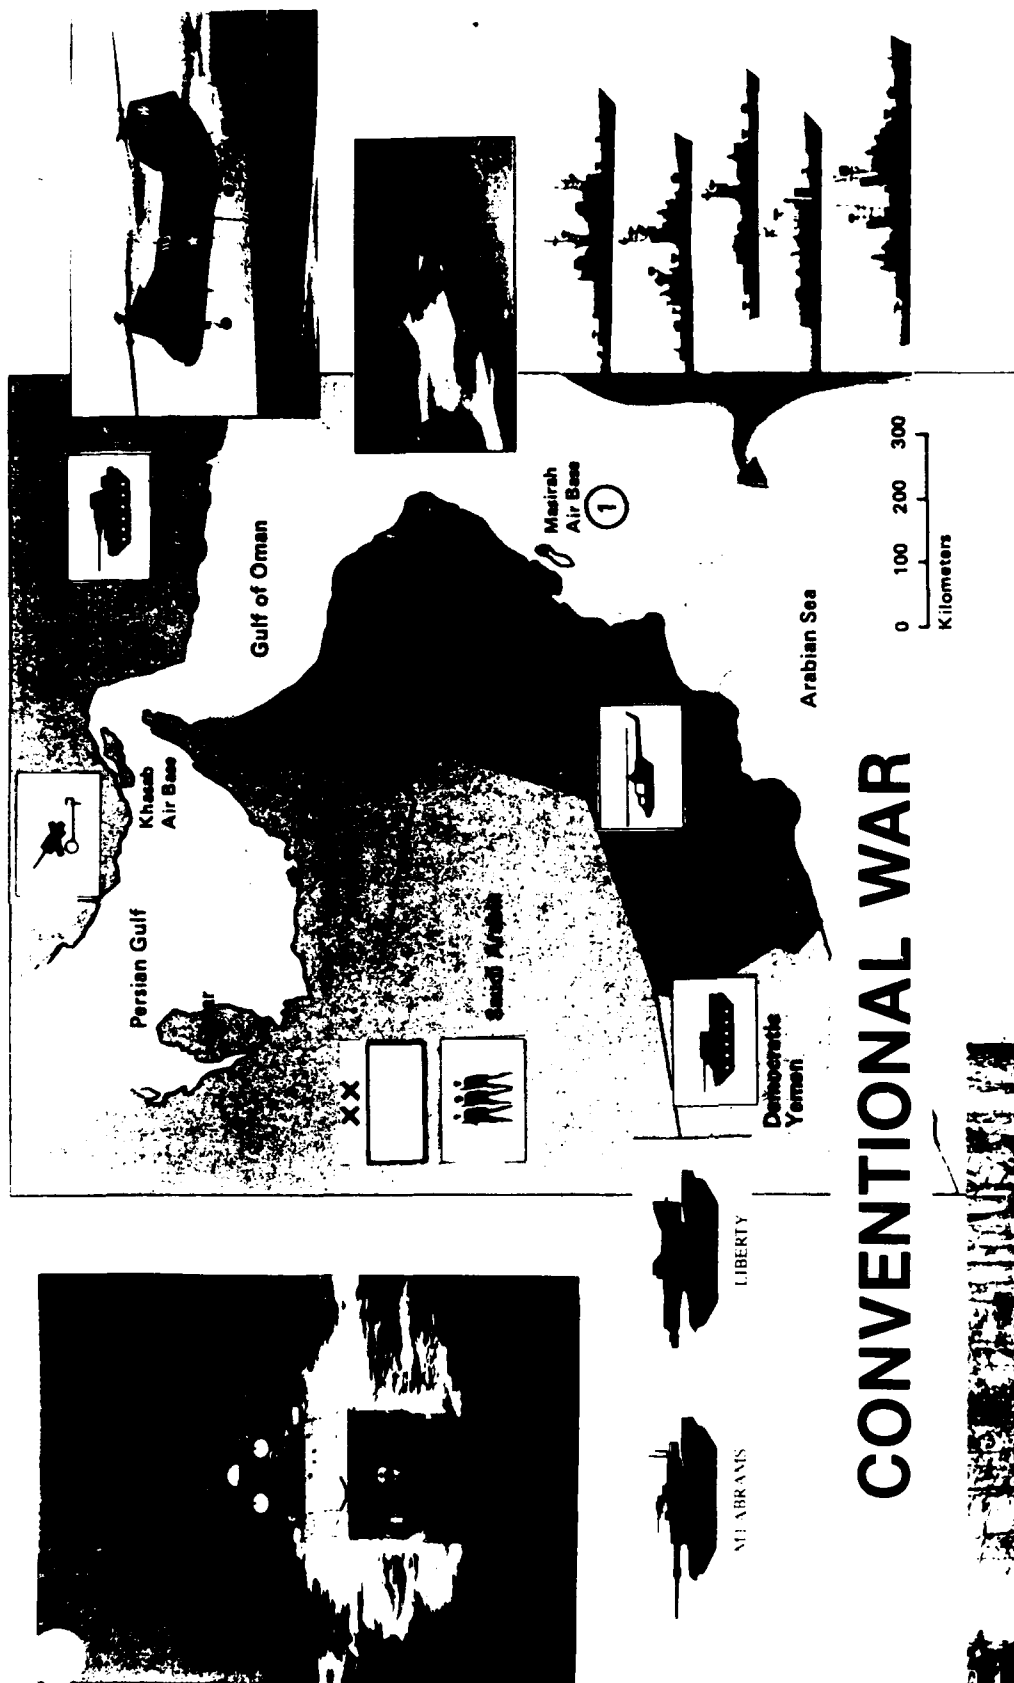 Persian Gulf
Khasab
Air Base
Gulf of Oman
Saudi Arabia
Masirah
Air Base
1
XX
Democratic
Yemen
Arabian Sea
0 100 200 300
Kilometers
M1 ABRAMS
LIBERTY
CONVENTIONAL WAR